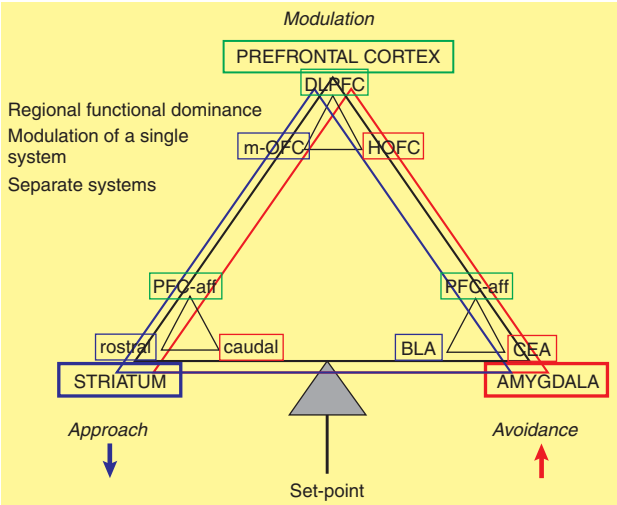 Modulation
PREFRONTAL CORTEX
DLPFC
Regional functional dominance
Modulation of a single
system
Separate systems
m-OFC
HOFC
PFC-aff
PFC-aff
rostral
caudal
BLA
CEA
STRIATUM
AMYGDALA
Approach
Avoidance
Set-point